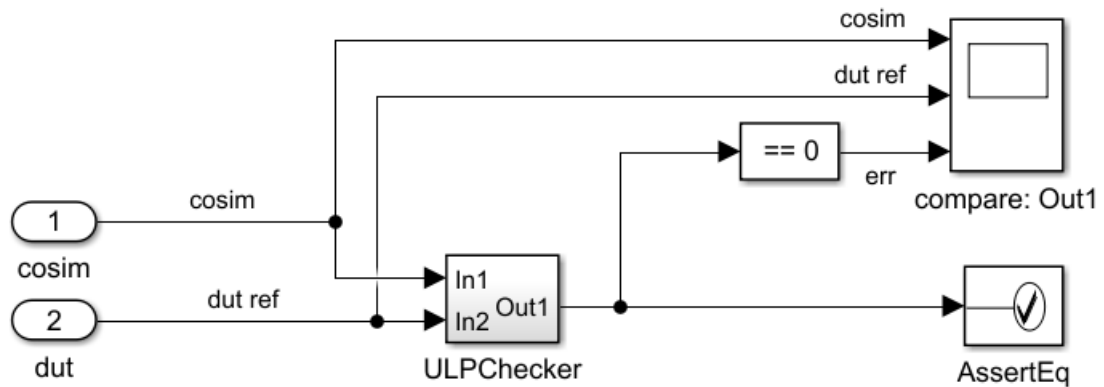 cosim
dut ref
== 0
err
compare: Out1
cosim
1
cosim
In1
Out1
In2
dut ref
2
dut
ULPChecker
AssertEq